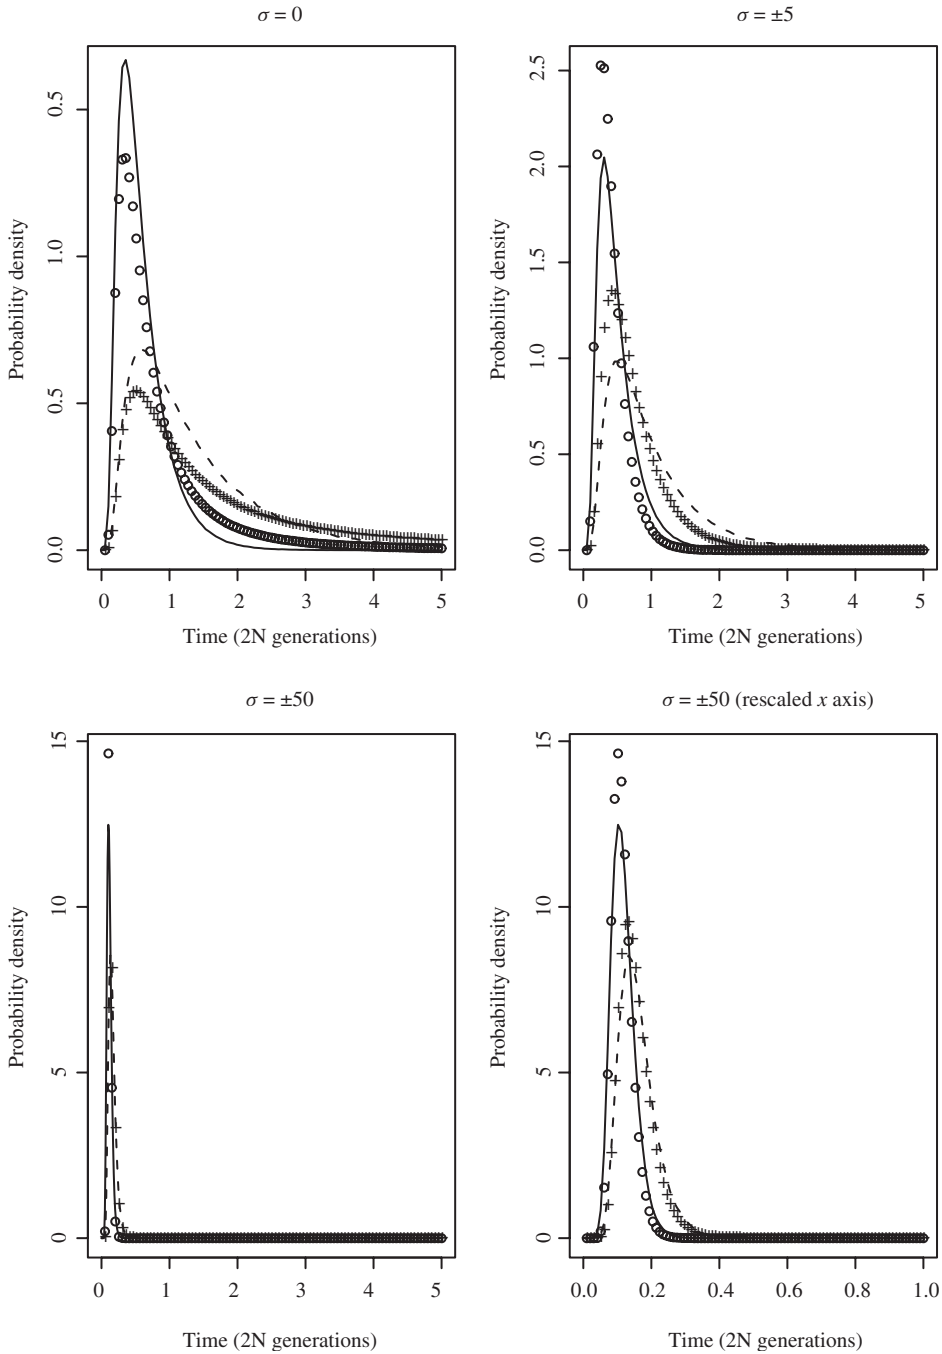 σ = 0
0.5
1.0
0.5
0.0
Probability density
0 1 2 3 4 5
Time (2N generations)
σ = ±5
2.5
2.0
1.5
1.0
0.5
0.0
Probability density
0 1 2 3 4 5
Time (2N generations)
σ = ±50
15
10
5
0
Probability density
0 1 2 3 4 5
Time (2N generations)
σ = ±50 (rescaled x axis)
15
10
5
0
Probability density
0.0 0.2 0.4 0.6 0.8 1.0
Time (2N generations)